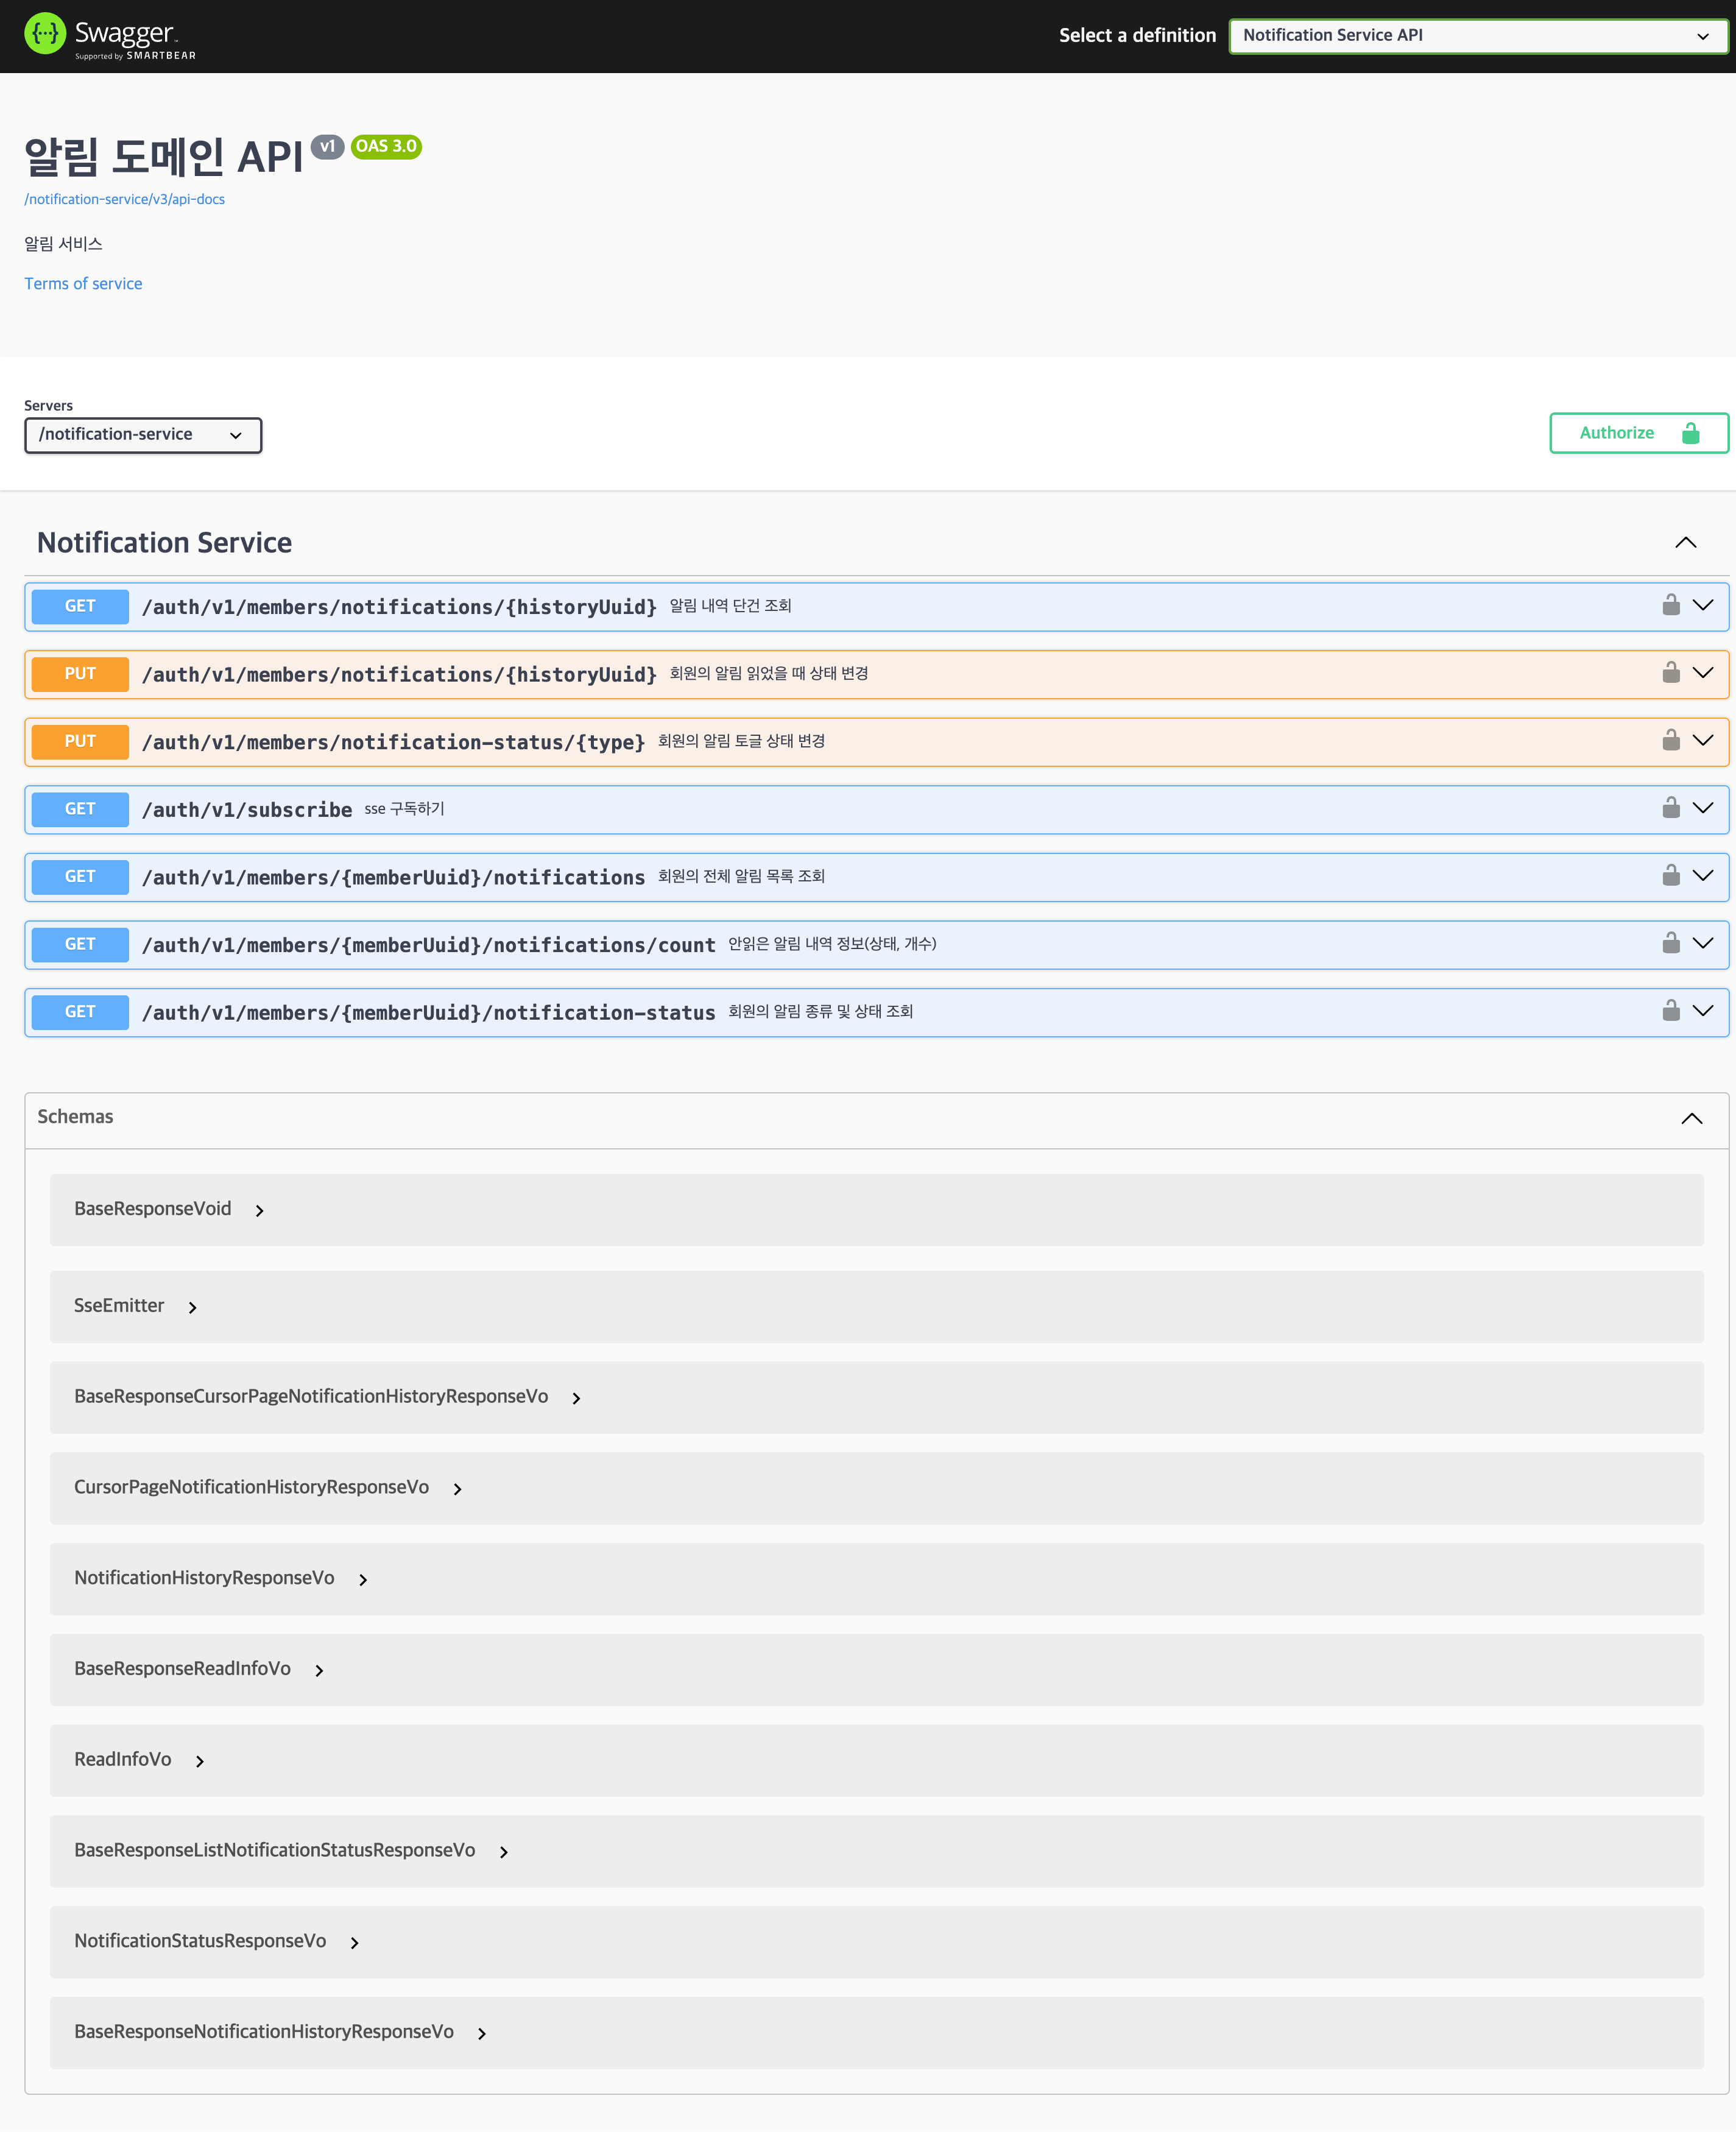 Swagger
Supported by SMARTBEAR
Select a definition
Notification Service API
알림 도메인 API v1 OAS 3.0
/notification-service/v3/api-docs
알림 서비스
Terms of service
Servers
/notification-service
Authorize
Notification Service
GET /auth/v1/members/notifications/{historyUuid} 알림 내역 단건 조회
PUT /auth/v1/members/notifications/{historyUuid} 회원의 알림 읽었을 때 상태 변경
PUT /auth/v1/members/notification-status/{type} 회원의 알림 토글 상태 변경
GET /auth/v1/subscribe sse 구독하기
GET /auth/v1/members/{memberUuid}/notifications 회원의 전체 알림 목록 조회
GET /auth/v1/members/{memberUuid}/notifications/count 안읽은 알림 내역 정보(상태, 개수)
GET /auth/v1/members/{memberUuid}/notification-status 회원의 알림 종류 및 상태 조회
Schemas
BaseResponseVoid
SseEmitter
BaseResponseCursorPageNotificationHistoryResponseVo
CursorPageNotificationHistoryResponseVo
NotificationHistoryResponseVo
BaseResponseReadInfoVo
ReadInfoVo
BaseResponseListNotificationStatusResponseVo
NotificationStatusResponseVo
BaseResponseNotificationHistoryResponseVo